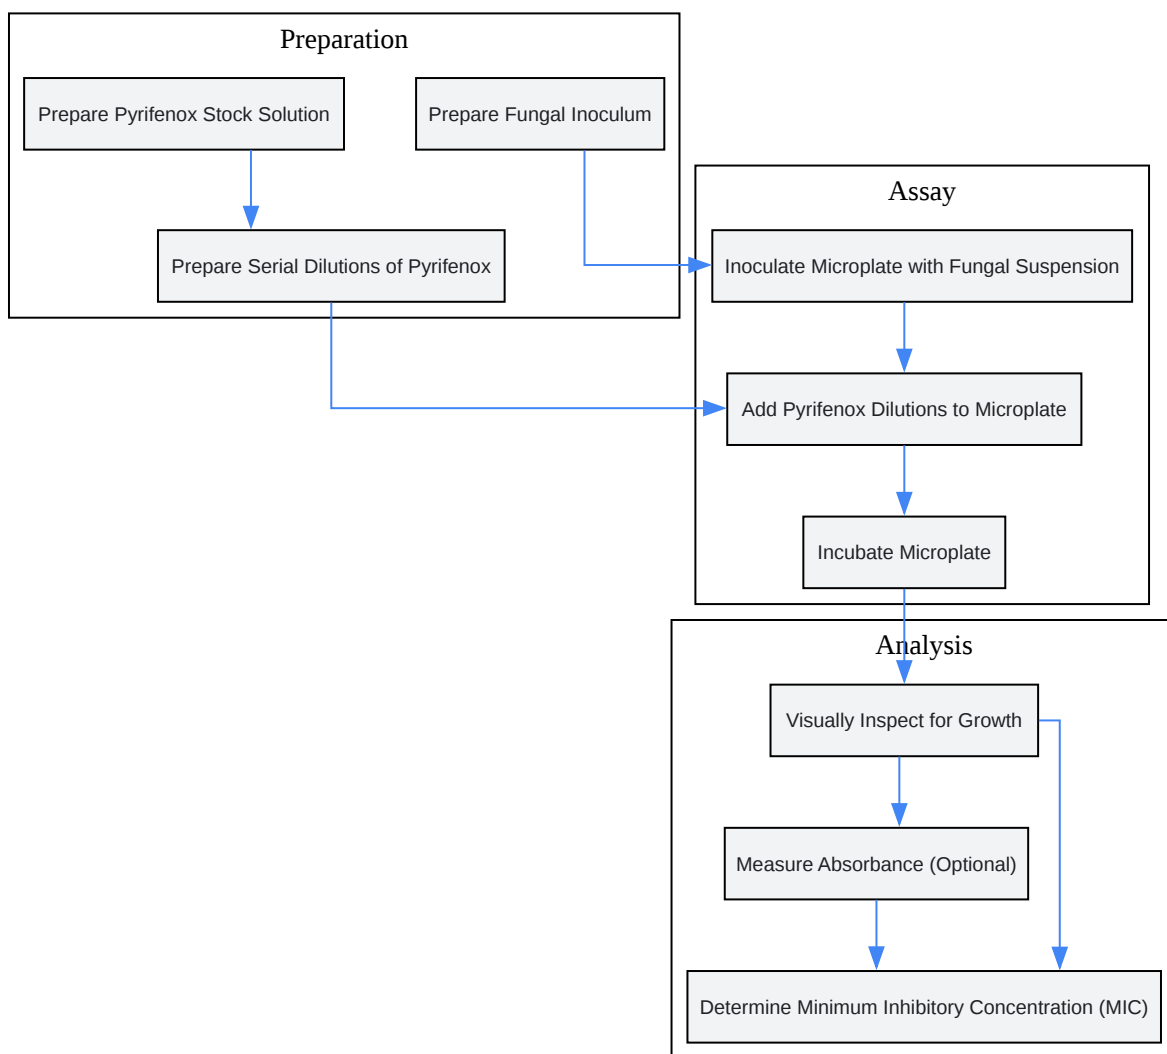 Preparation
Prepare Pyrifenox Stock Solution
Prepare Fungal Inoculum
Prepare Serial Dilutions of Pyrifenox
Assay
Inoculate Microplate with Fungal Suspension
Add Pyrifenox Dilutions to Microplate
Incubate Microplate
Analysis
Visually Inspect for Growth
Measure Absorbance (Optional)
Determine Minimum Inhibitory Concentration (MIC)